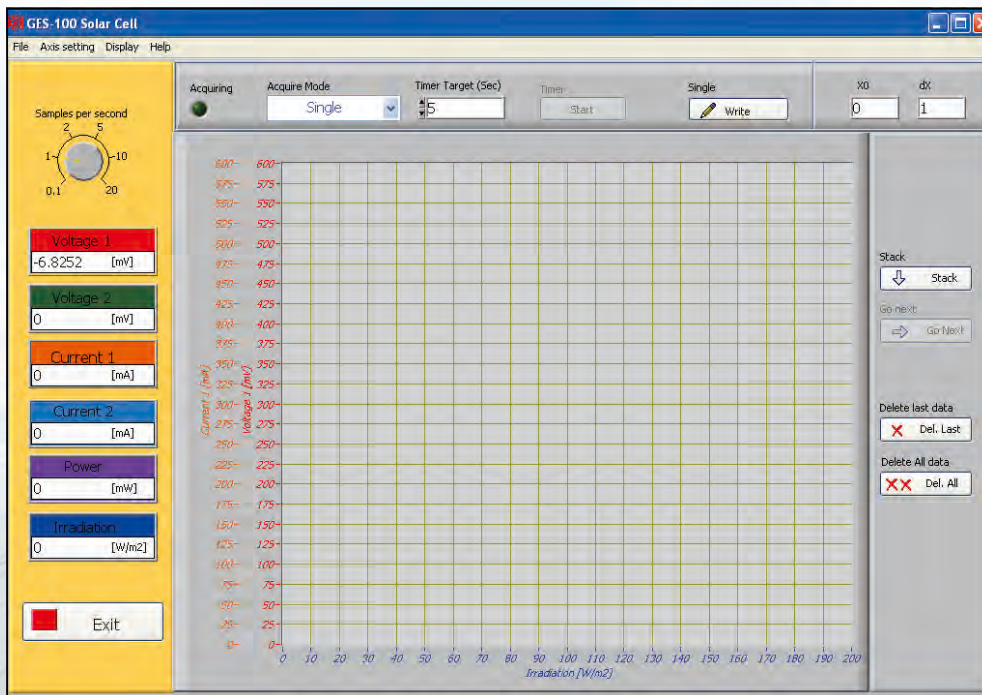 GES-100 Solar Cell
File Axis setting Display Help
Samples per second
2 5
1 10
0.1 20
Voltage 1
-6.8252 [mV]
Voltage 2
0 [mV]
Current 1
0 [mA]
Current 2
0 [mA]
Power
0 [mW]
Irradiation
0 [W/m2]
Exit
Acquiring
Acquire Mode
Single
Timer Target (Sec)
5
Timer
Start
Single
Write
X0
0
dX
1
600 600
575 575
550 550
525 525
500 500
475 475
450 450
425 425
400 400
375 375
350 350
325 325
300 300
275 275
250 250
225 225
200 200
175 175
150 150
125 125
100 100
75 75
50 50
25 25
0 0
Current 1 [mA]
Voltage 1 [mV]
0 10 20 30 40 50 60 70 80 90 100 110 120 130 140 150 160 170 180 190 200
Irradiation [W/m2]
Stack
Stack
Go next
Go Next
Delete last data
Del. Last
Delete All data
Del. All